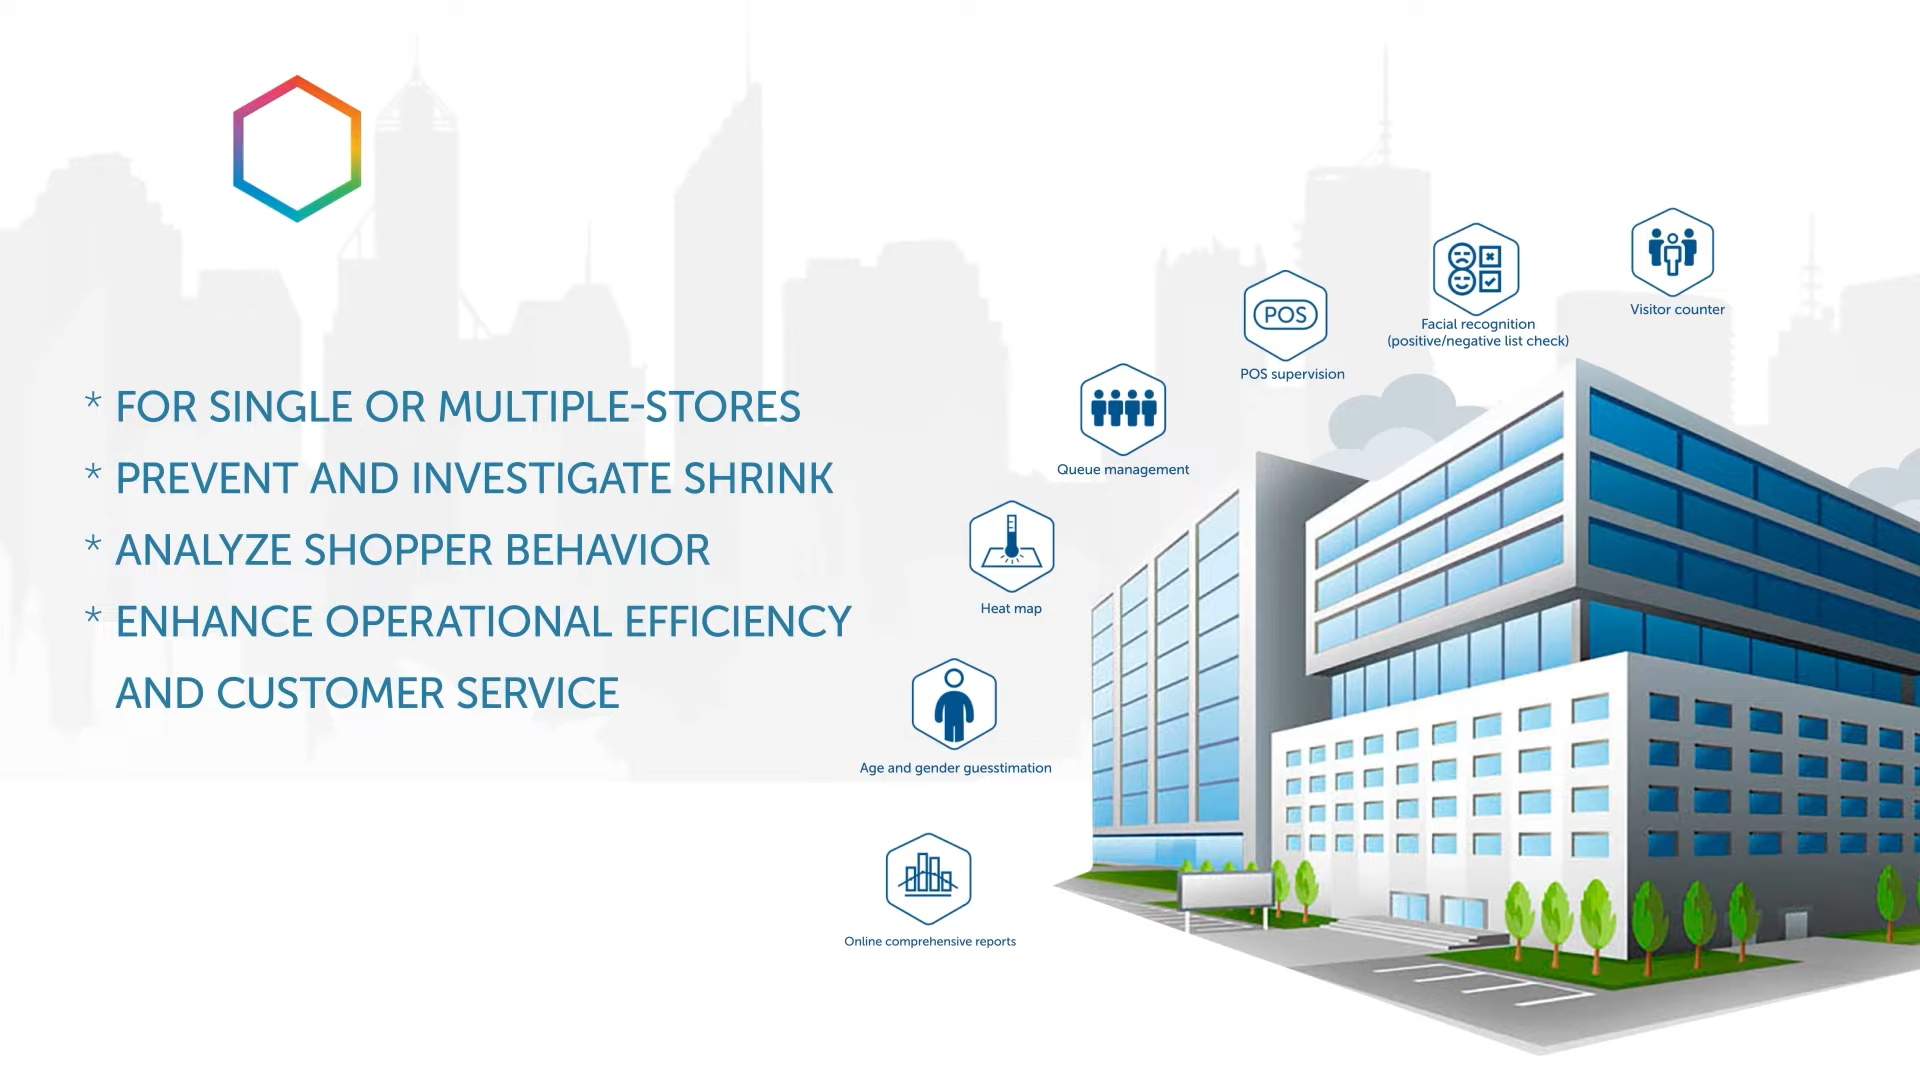 * FOR SINGLE OR MULTIPLE-STORES
* PREVENT AND INVESTIGATE SHRINK
* ANALYZE SHOPPER BEHAVIOR
* ENHANCE OPERATIONAL EFFICIENCY
AND CUSTOMER SERVICE
Visitor counter
Facial recognition
(positive/negative list check)
POS
POS supervision
Queue management
Heat map
Age and gender guesstimation
Online comprehensive reports